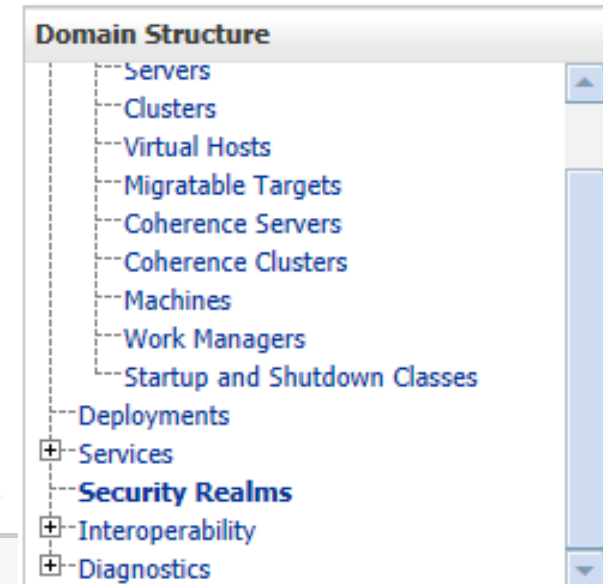 Domain Structure
Servers
Clusters
Virtual Hosts
Migratable Targets
Coherence Servers
Coherence Clusters
Machines
Work Managers
Startup and Shutdown Classes
Deployments
Services
Security Realms
Interoperability
Diagnostics